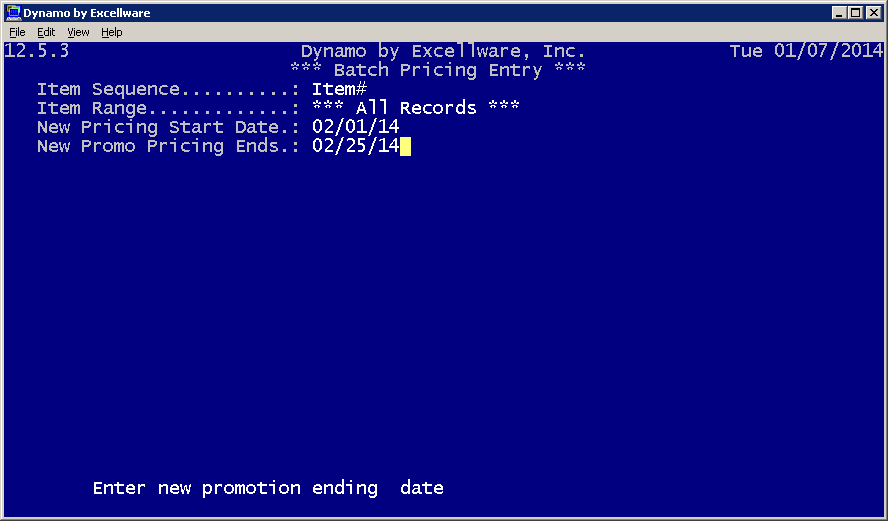 Dynamo by Excellware
File Edit View Help
12.5.3 Dynamo by Excellware, Inc. Tue 01/07/2014
*** Batch Pricing Entry ***
Item Sequence..........: Item#
Item Range.............: *** All Records ***
New Pricing Start Date.: 02/01/14
New Promo Pricing Ends.: 02/25/14
Enter new promotion ending  date